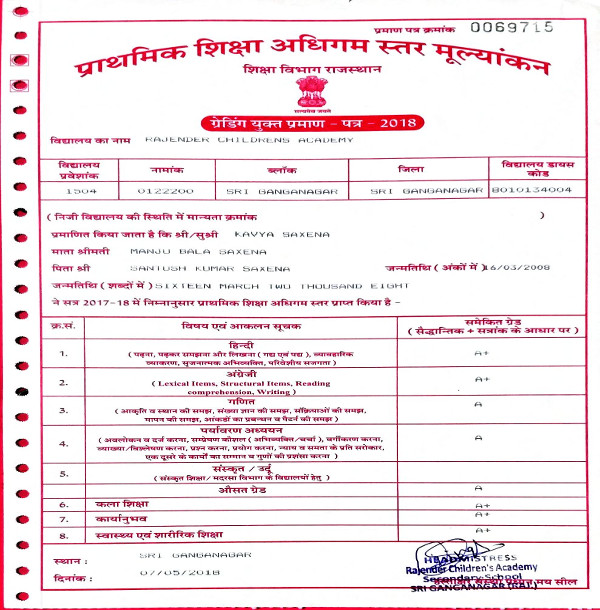 प्रमाण पत्र क्रमांक 0069715
प्राथमिक शिक्षा अधिगम स्तर मूल्यांकन
शिक्षा विभाग राजस्थान
सत्यमेव जयते
ग्रेडिंग युक्त प्रमाण - पत्र - 2018
विद्यालय का नाम RAJENDER CHILDRENS ACADEMY
विद्यालय प्रवेशांक नामांक ब्लॉक जिला विद्यालय डायस कोड
1504 0122200 SRI GANGANAGAR SRI GANGANAGAR 8010134004
( निजी विद्यालय की स्थिति में मान्यता क्रमांक )
प्रमाणित किया जाता है कि श्री/सुश्री KAVYA SAXENA
माता श्रीमती MANJU BALA SAXENA
पिता श्री SANTOSH KUMAR SAXENA जन्मतिथि ( अंकों में ) 16/03/2008
जन्मतिथि ( शब्दों में ) SIXTEEN MARCH TWO THOUSAND EIGHT
ने सत्र 2017-18 में निम्नानुसार प्राथमिक शिक्षा अधिगम स्तर प्राप्त किया है -
क्र.सं. विषय एवं आकलन सूचक समेकित ग्रेड
( सैद्धान्तिक + सत्रांक के आधार पर )
1. हिन्दी A+
( पढ़ना, पढ़कर समझना और लिखना ( गद्य एवं पद्य ), व्यावहारिक
व्याकरण, सृजनात्मक अभिव्यक्ति, परिवेशीय सजगता )
2. अंग्रेजी A+
( Lexical Items, Structural Items, Reading
comprehension, Writing )
3. गणित A
( आकृति व स्थान की समझ, संख्या ज्ञान की समझ, संक्रियाओं की समझ,
मापन की समझ, आंकड़ों का प्रबन्धन व पैटर्न की समझ )
4. पर्यावरण अध्ययन A
( अवलोकन व दर्ज करना, सम्प्रेषण कौशल ( अभिव्यक्ति/चर्चा ), वर्गीकरण करना,
व्याख्या/विश्लेषण करना, प्रश्न करना, प्रयोग करना, न्याय व समता के प्रति सरोकार,
एक दूसरे के कार्यों का सम्मान व गुणों की प्रशंसा करना )
5. संस्कृत / उर्दू
( संस्कृत शिक्षा/ मदरसा विभाग के विद्यालयों हेतु )
औसत ग्रेड A
6. कला शिक्षा A+
7. कार्यानुभव A+
8. स्वास्थ्य एवं शारीरिक शिक्षा A+
स्थान : SRI GANGANAGAR
दिनांक : 07/05/2018
HEADMISTRESS
Rajender Children's Academy
Secondary School
SRI GANGANAGAR (RAJ.)
मय सील